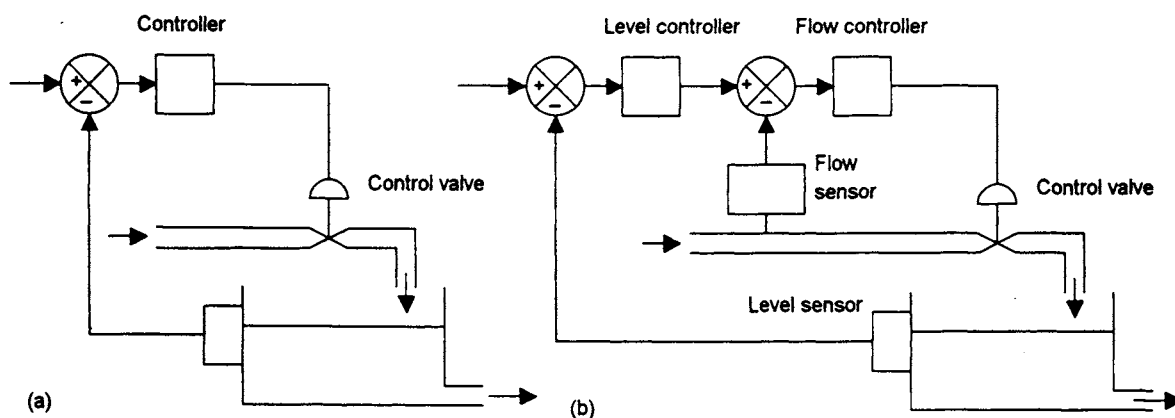 Controller
+
−
Control valve
(a)
Level controller
Flow controller
+
−
+
−
Flow
sensor
Control valve
Level sensor
(b)